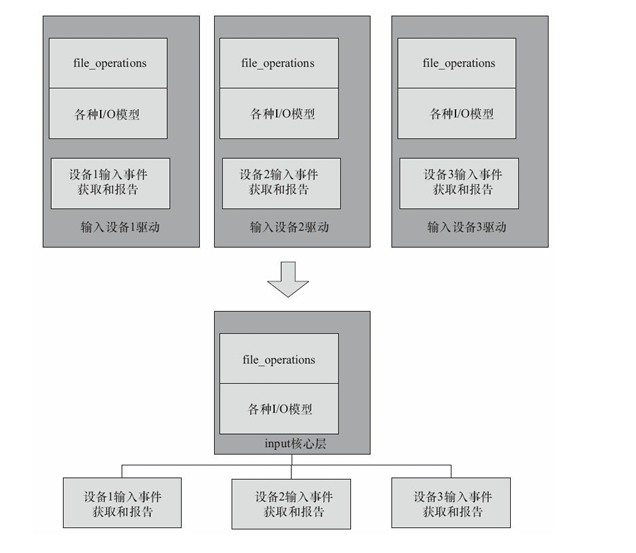 file_operations
各种I/O模型
设备1输入事件
获取和报告
输入设备1驱动
file_operations
各种I/O模型
设备2输入事件
获取和报告
输入设备2驱动
file_operations
各种I/O模型
设备3输入事件
获取和报告
输入设备3驱动
file_operations
各种I/O模型
input核心层
设备1输入事件
获取和报告
设备2输入事件
获取和报告
设备3输入事件
获取和报告